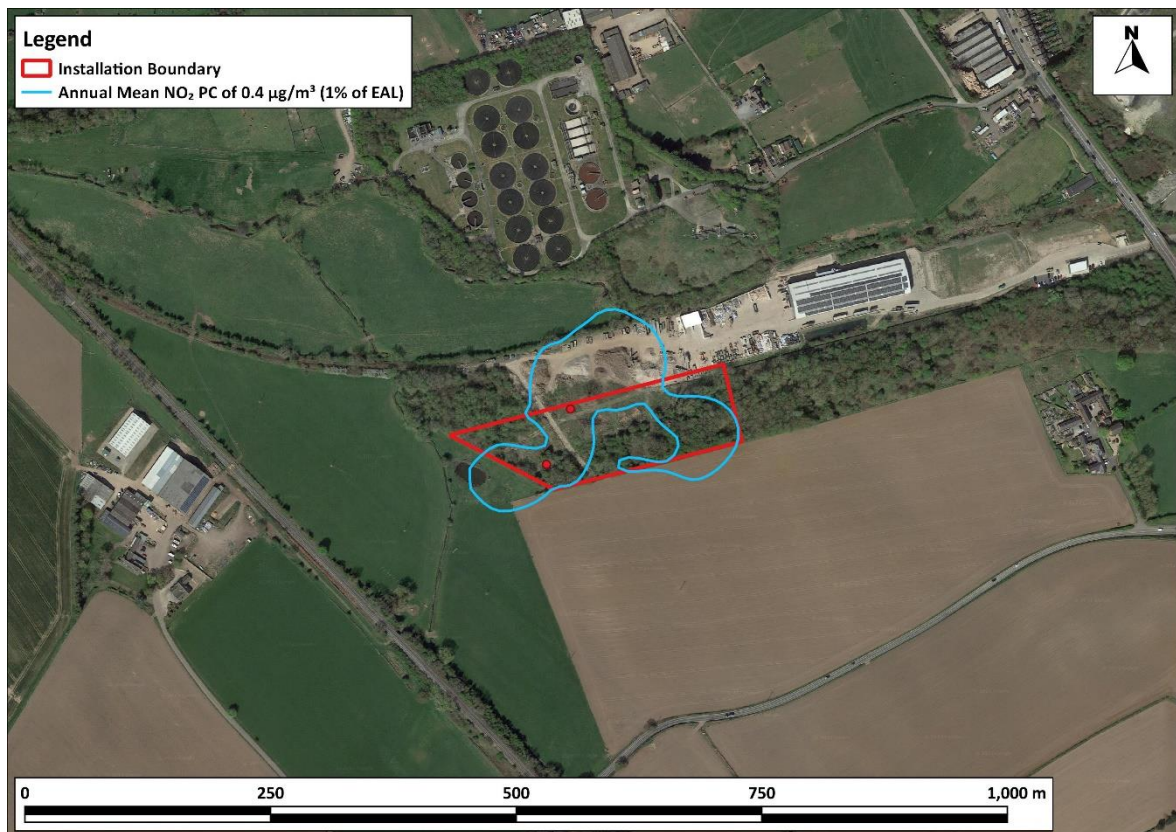 Legend
Installation Boundary
Annual Mean NO₂ PC of 0.4 µg/m³ (1% of EAL)
N
0 250 500 750 1,000 m